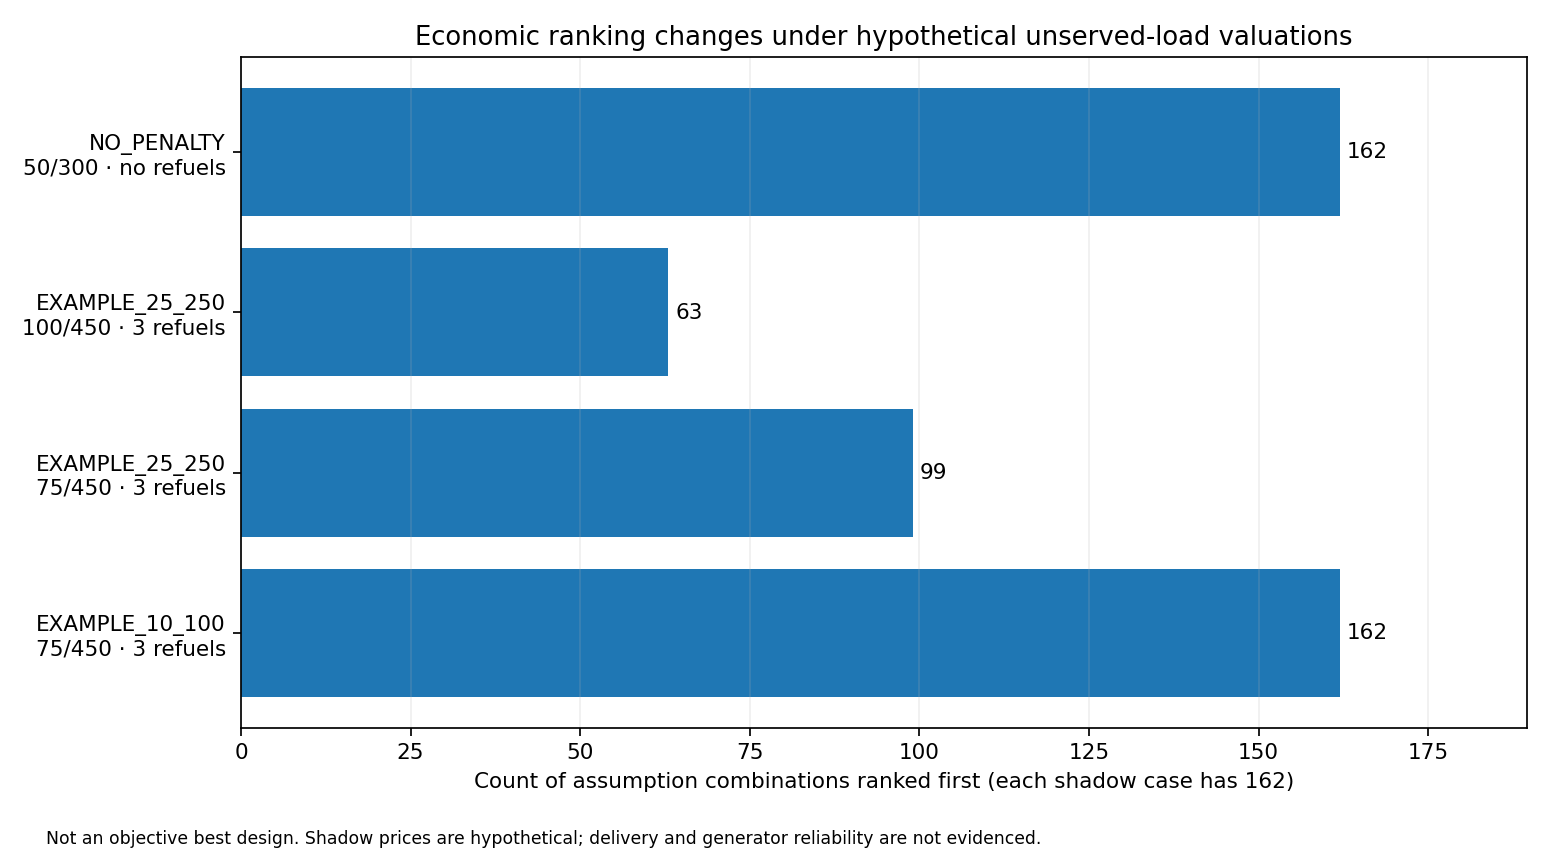 Economic ranking changes under hypothetical unserved-load valuations
NO_PENALTY
50/300 · no refuels
162
EXAMPLE_25_250
100/450 · 3 refuels
63
EXAMPLE_25_250
75/450 · 3 refuels
99
EXAMPLE_10_100
75/450 · 3 refuels
162
0 25 50 75 100 125 150 175
Count of assumption combinations ranked first (each shadow case has 162)
Not an objective best design. Shadow prices are hypothetical; delivery and generator reliability are not evidenced.